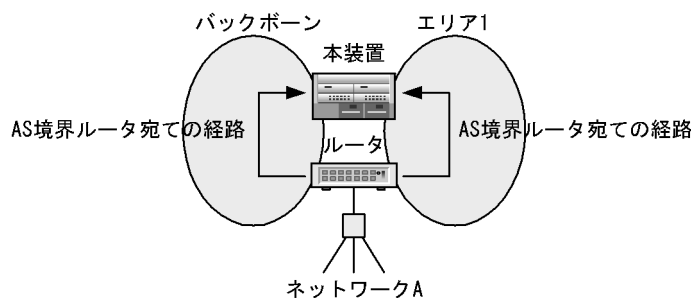 バックボーン
エリア1
本装置
AS境界ルータ宛ての経路
AS境界ルータ宛ての経路
ルータ
ネットワークA